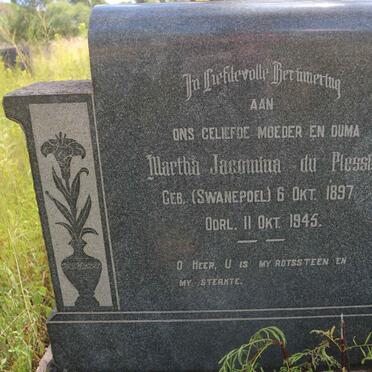 In Liefdevolle Herinnering
AAN
ONS GELIEFDE MOEDER EN OUMA
Martha Jacomina du Pless
GEB. (SWANEPOEL) 6 OKT. 1897
OORL. 11 OKT. 1945.
O HEER, U IS MY ROTSSTEEN EN
MY STERKTE.